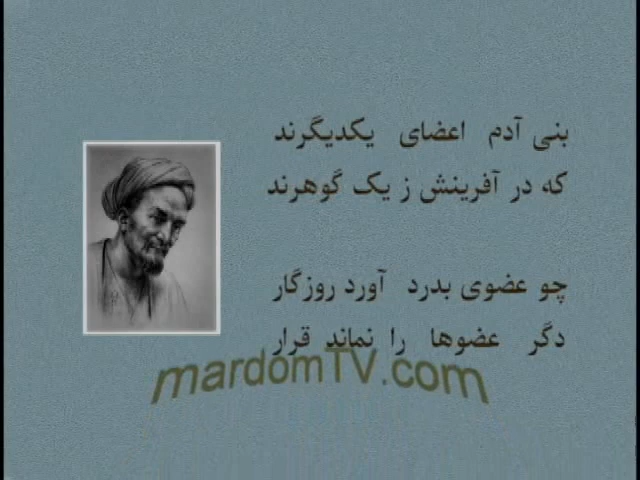 بنی آدم اعضای یکدیگرند
که در آفرینش ز یک گوهرند
چو عضوی بدرد آورد روزگار
دگر عضوها را نماند قرار
mardomTV.com